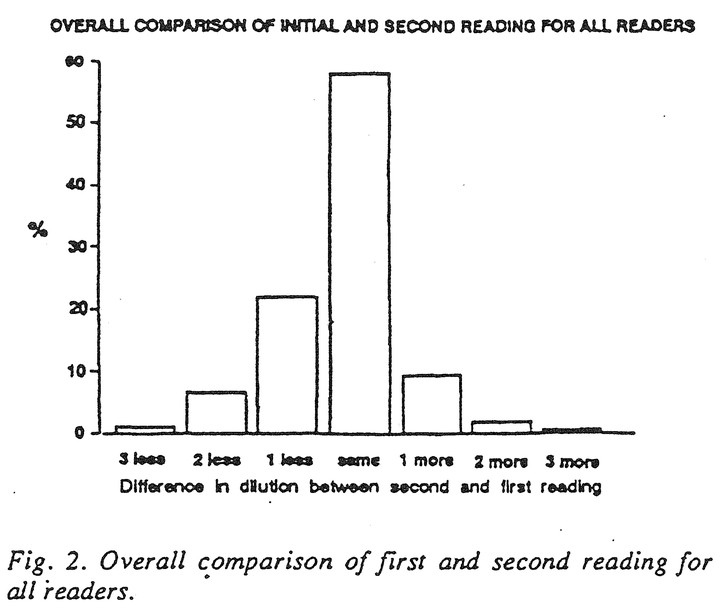 OVERALL COMPARISON OF INITIAL AND SECOND READING FOR ALL READERS
60
50
40
%
30
20
10
0
3 less 2 less 1 less same 1 more 2 more 3 more
Difference in dilution between second and first reading
Fig. 2. Overall comparison of first and second reading for
all readers.